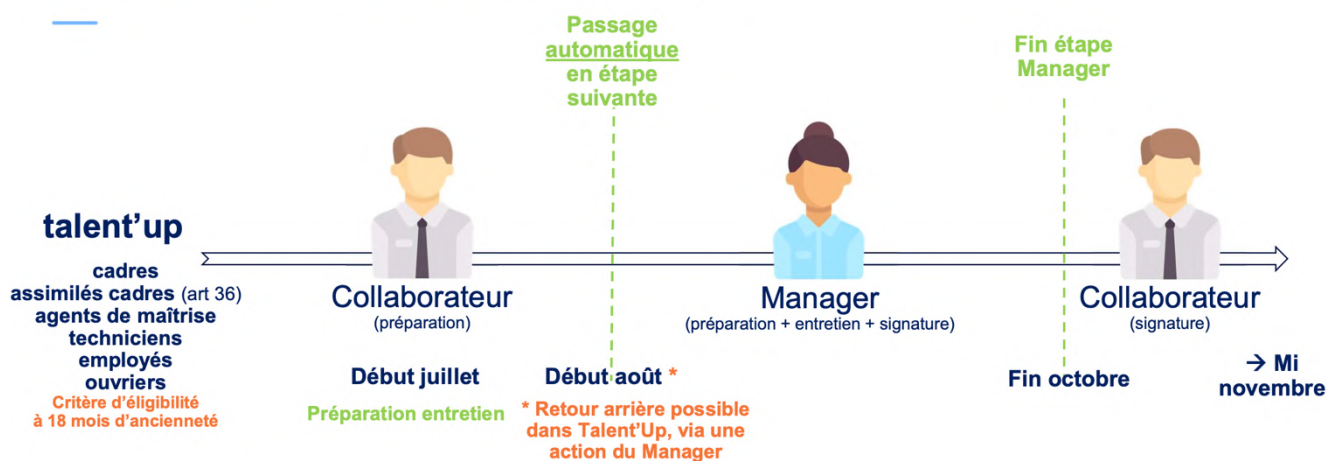 Passage
automatique
en étape
suivante
Fin étape
Manager
talent'up
cadres
assimilés cadres (art 36)
agents de maîtrise
techniciens
employés
ouvriers
Critère d'éligibilité
à 18 mois d'ancienneté
Collaborateur
(préparation)
Manager
(préparation + entretien + signature)
Collaborateur
(signature)
Début juillet
Préparation entretien
Début août *
* Retour arrière possible
dans Talent'Up, via une
action du Manager
Fin octobre
→ Mi
novembre